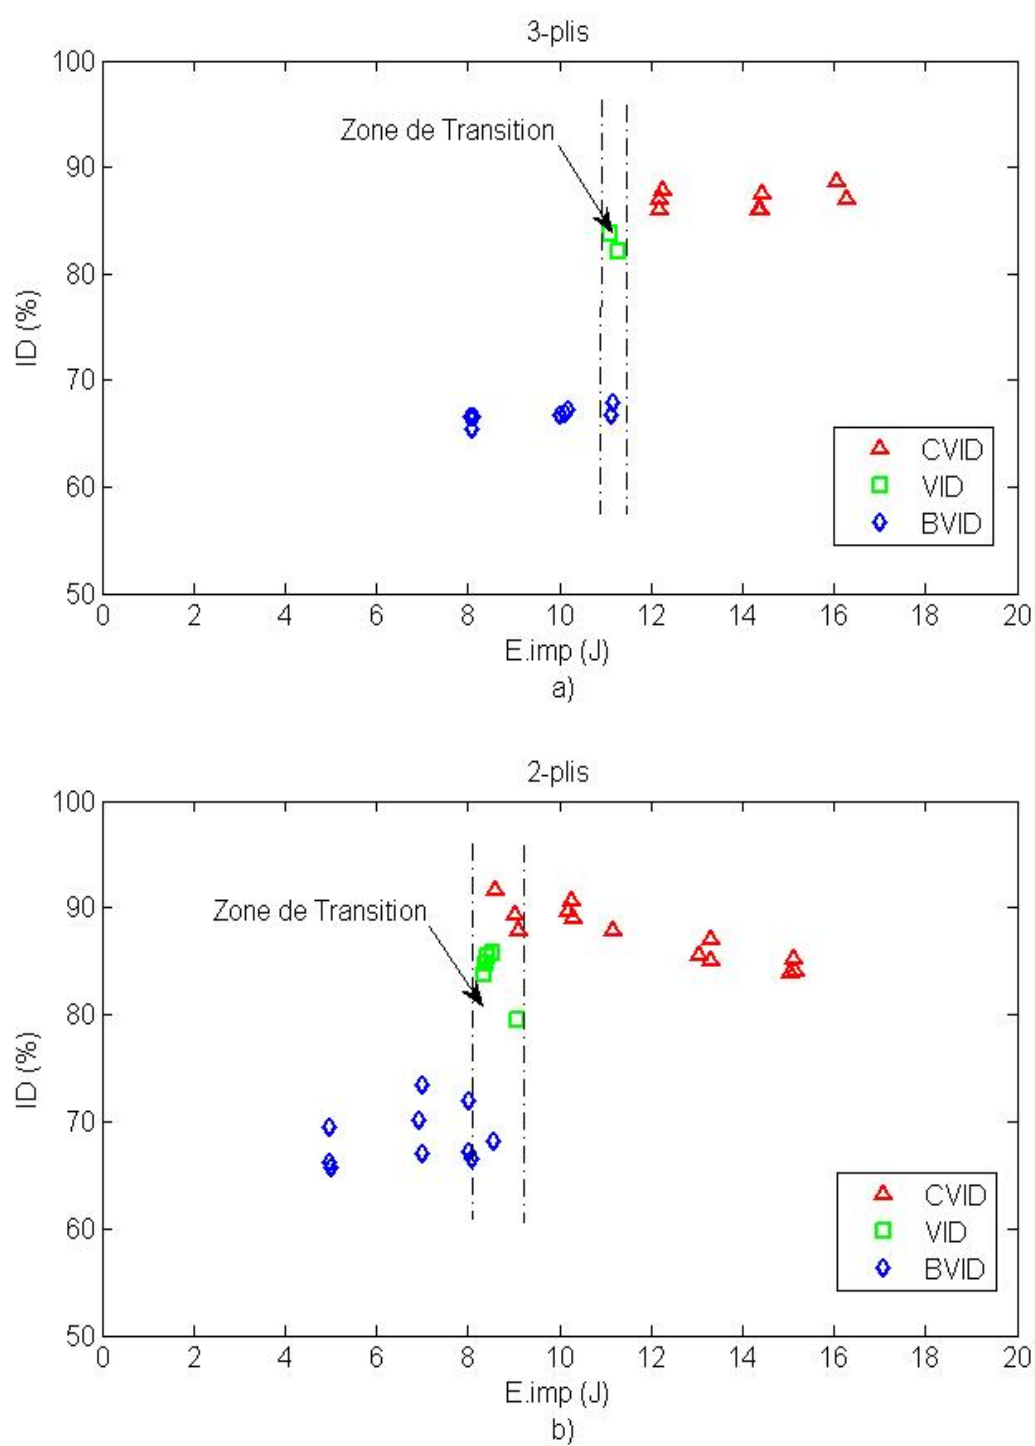 3-plis
100
90
80
70
60
50
ID (%)
Zone de Transition
CVID
VID
BVID
0 2 4 6 8 10 12 14 16 18 20
E.imp (J)
a)
2-plis
100
90
80
70
60
50
ID (%)
Zone de Transition
CVID
VID
BVID
0 2 4 6 8 10 12 14 16 18 20
E.imp (J)
b)